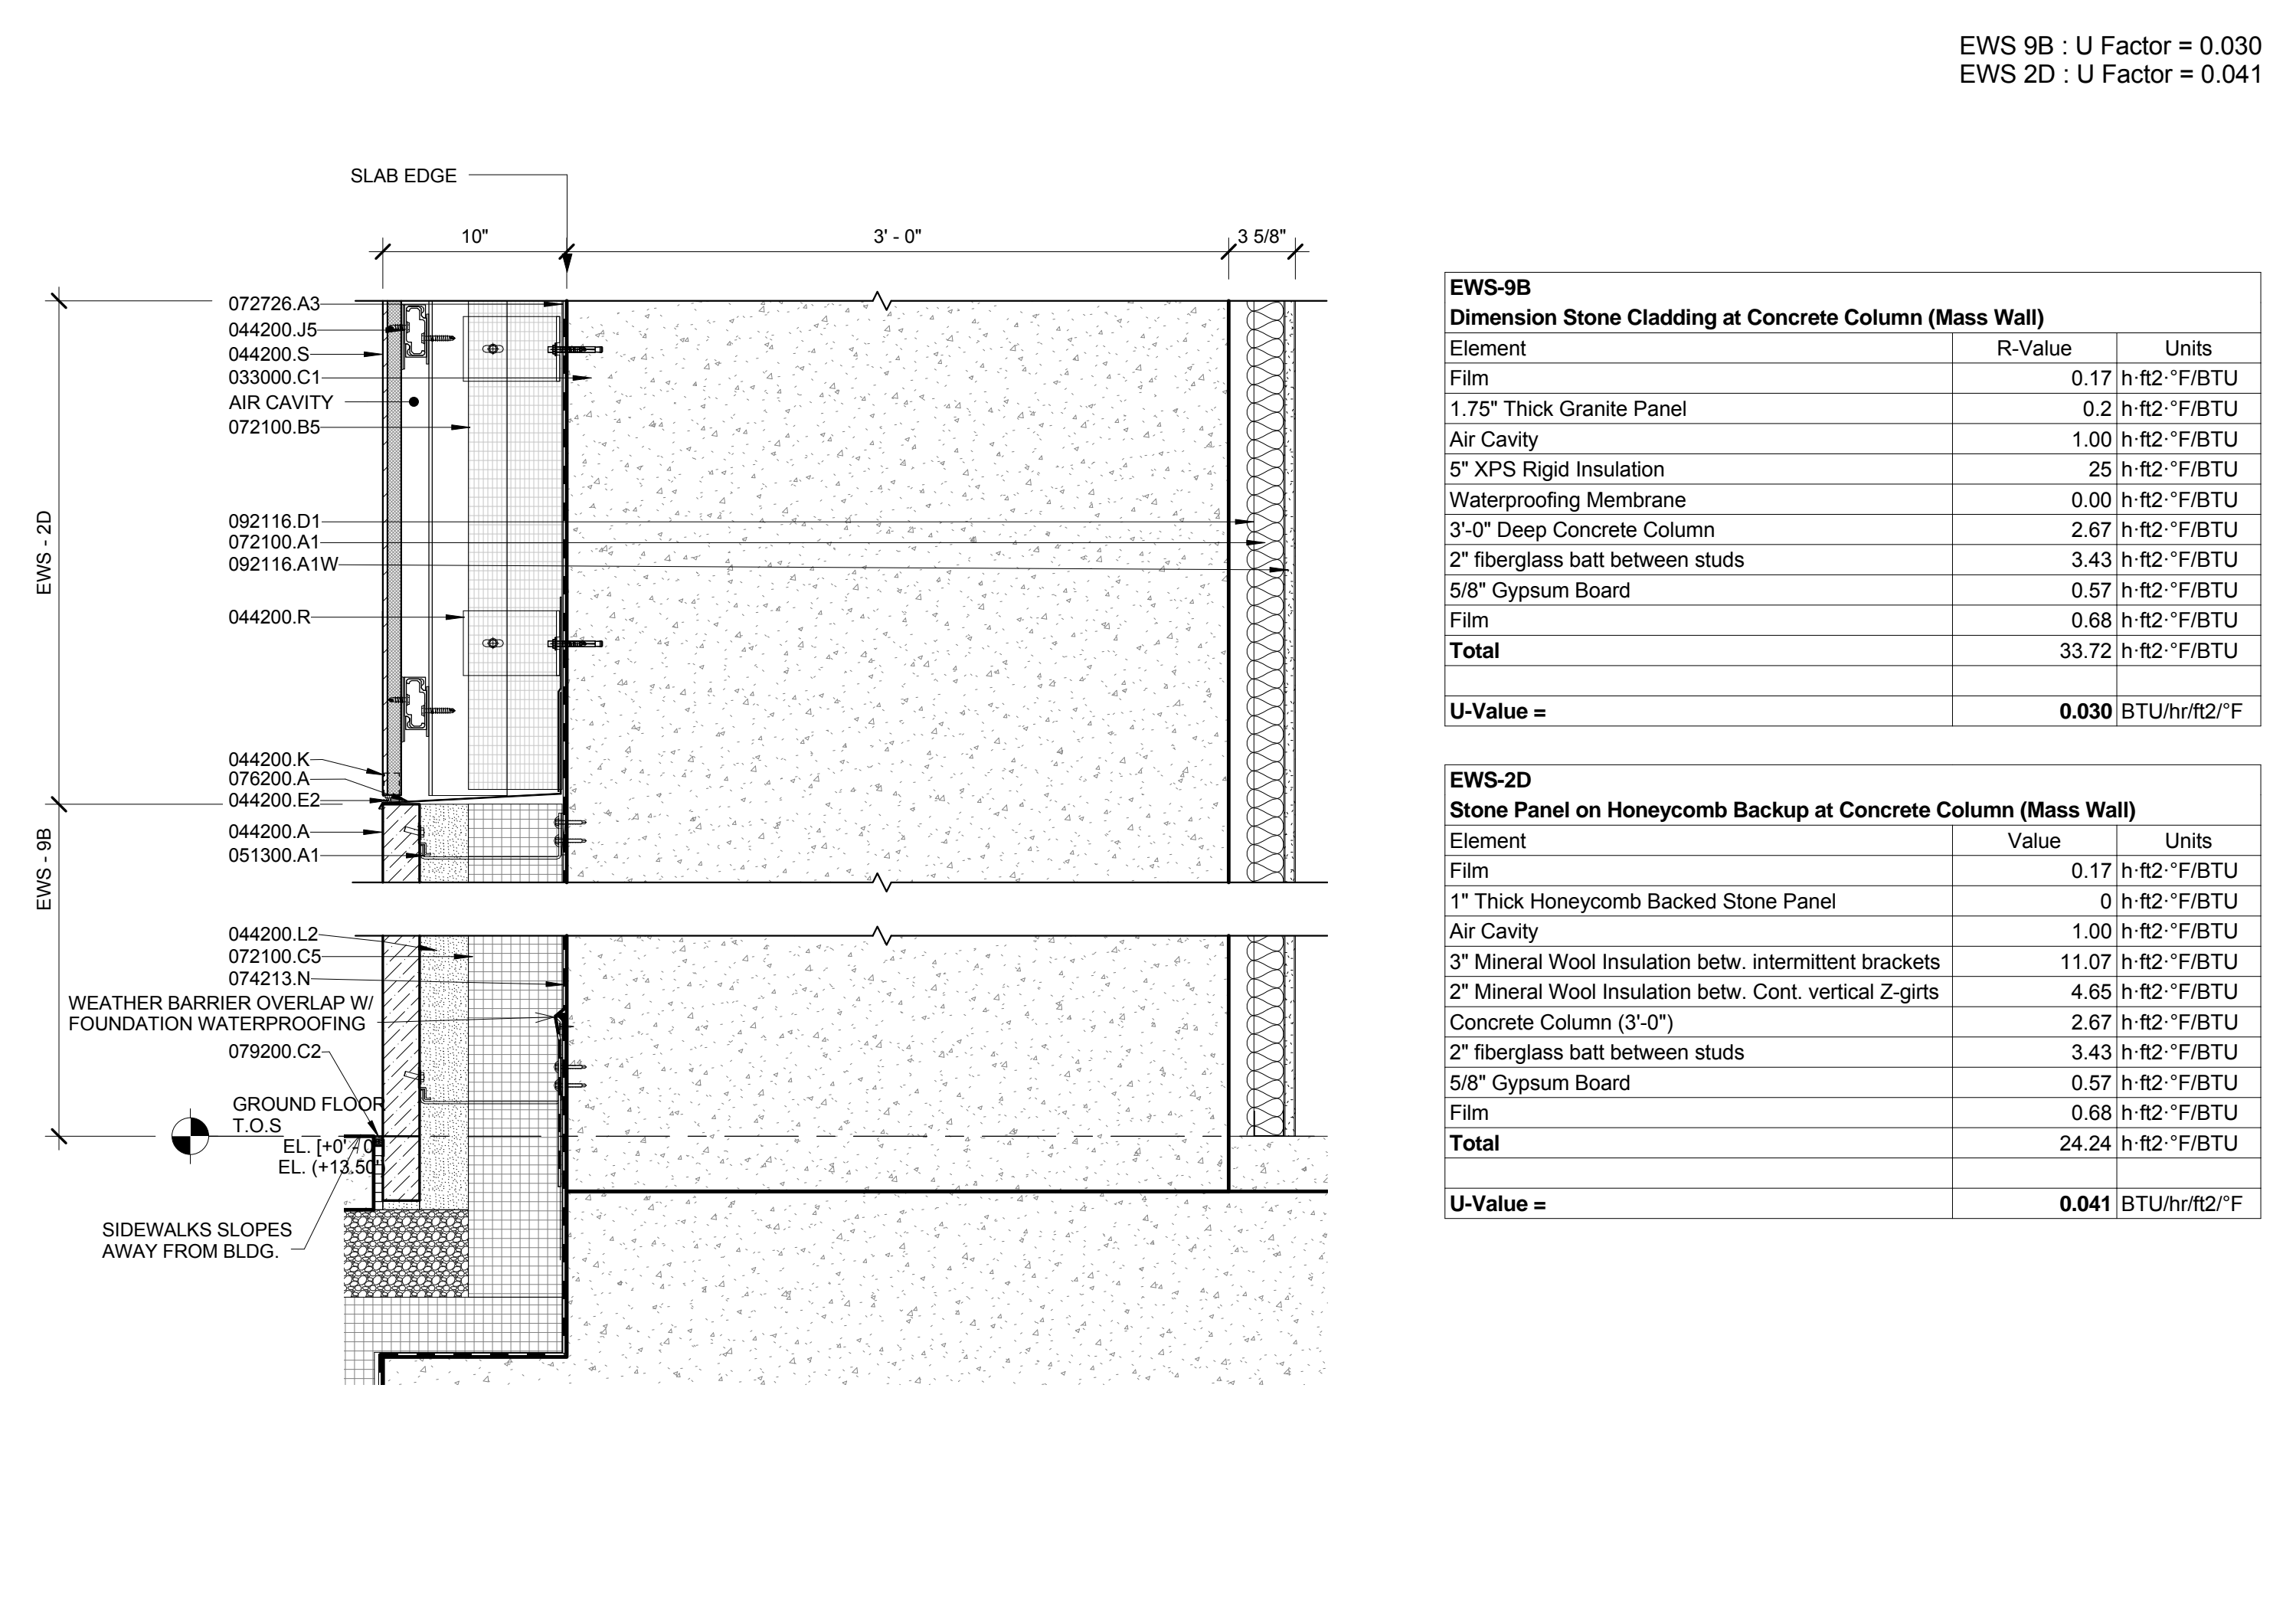 EWS 9B : U Factor = 0.030
EWS 2D : U Factor = 0.041
SLAB EDGE
10"
3' - 0"
3 5/8"
EWS - 2D
EWS - 9B
072726.A3
044200.J5
044200.S
033000.C1
AIR CAVITY
072100.B5
092116.D1
072100.A1
092116.A1W
044200.R
044200.K
076200.A
044200.E2
044200.A
051300.A1
044200.L2
072100.C5
074213.N
WEATHER BARRIER OVERLAP W/
FOUNDATION WATERPROOFING
079200.C2
GROUND FLOOR
T.O.S
EL. [+0' - 0
EL. (+13.50')
SIDEWALKS SLOPES
AWAY FROM BLDG.
EWS-9B
Dimension Stone Cladding at Concrete Column (Mass Wall)
Element R-Value Units
Film 0.17 h·ft2·°F/BTU
1.75" Thick Granite Panel 0.2 h·ft2·°F/BTU
Air Cavity 1.00 h·ft2·°F/BTU
5" XPS Rigid Insulation 25 h·ft2·°F/BTU
Waterproofing Membrane 0.00 h·ft2·°F/BTU
3'-0" Deep Concrete Column 2.67 h·ft2·°F/BTU
2" fiberglass batt between studs 3.43 h·ft2·°F/BTU
5/8" Gypsum Board 0.57 h·ft2·°F/BTU
Film 0.68 h·ft2·°F/BTU
Total 33.72 h·ft2·°F/BTU
U-Value = 0.030 BTU/hr/ft2/°F
EWS-2D
Stone Panel on Honeycomb Backup at Concrete Column (Mass Wall)
Element Value Units
Film 0.17 h·ft2·°F/BTU
1" Thick Honeycomb Backed Stone Panel 0 h·ft2·°F/BTU
Air Cavity 1.00 h·ft2·°F/BTU
3" Mineral Wool Insulation betw. intermittent brackets 11.07 h·ft2·°F/BTU
2" Mineral Wool Insulation betw. Cont. vertical Z-girts 4.65 h·ft2·°F/BTU
Concrete Column (3'-0") 2.67 h·ft2·°F/BTU
2" fiberglass batt between studs 3.43 h·ft2·°F/BTU
5/8" Gypsum Board 0.57 h·ft2·°F/BTU
Film 0.68 h·ft2·°F/BTU
Total 24.24 h·ft2·°F/BTU
U-Value = 0.041 BTU/hr/ft2/°F